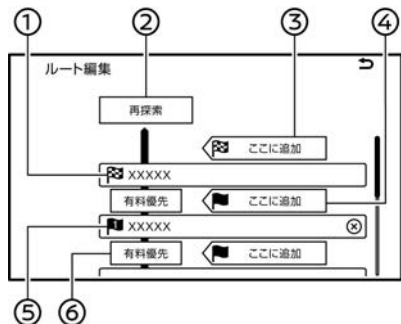 ① ② ③ ④
ルート編集
再探索
ここに追加
XXXXX
有料優先 ここに追加
1 XXXXX
有料優先 ここに追加
⑤ ⑥